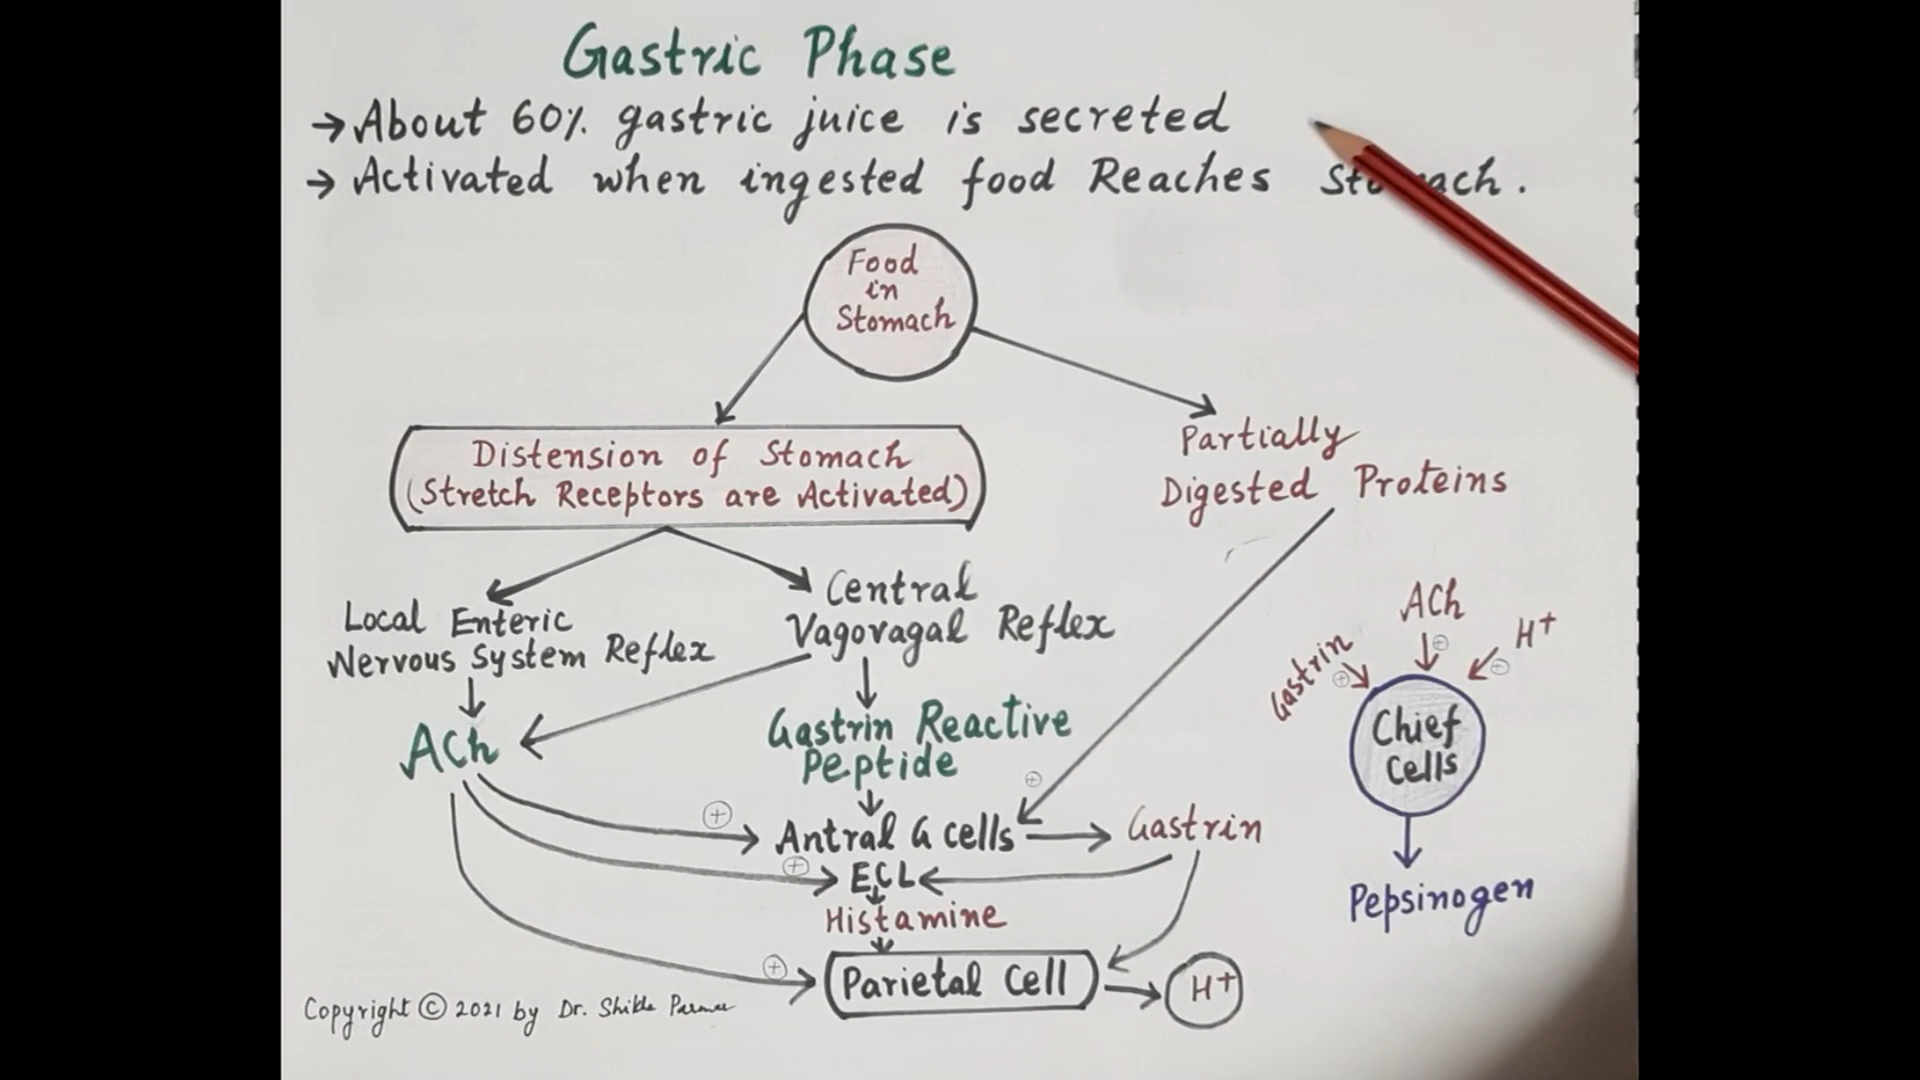 Gastric Phase
→ About 60% gastric juice is secreted
→ Activated when ingested food Reaches Stomach.
Food
in
Stomach
Distension of Stomach
(Stretch Receptors are Activated)
Partially
Digested Proteins
Local Enteric
Nervous System Reflex
Central
Vagovagal Reflex
ACh
Gastrin Reactive
Peptide
+
+
Antral G cells
Gastrin
+
ECL
Histamine
+
Parietal Cell
H+
Gastrin
+
ACh
+
H+
+
Chief
Cells
Pepsinogen
Copyright © 2021 by Dr. Shikha Parmar